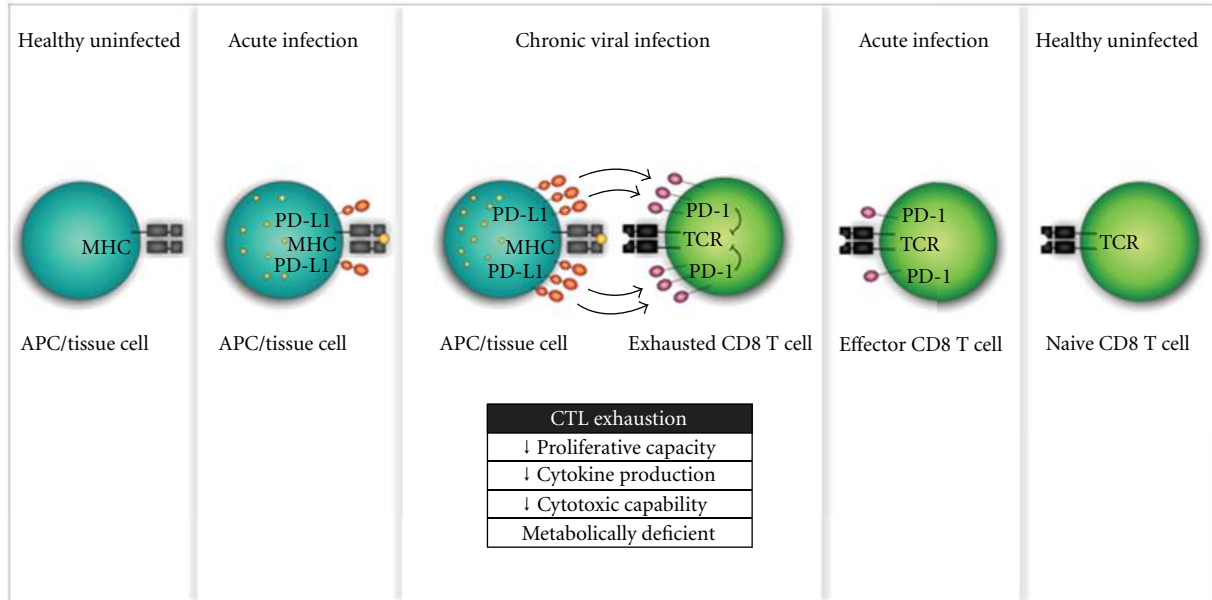 Healthy uninfected
Acute infection
Chronic viral infection
Acute infection
Healthy uninfected
MHC
PD-L1
MHC
PD-L1
PD-L1
MHC
PD-L1
PD-1
TCR
PD-1
PD-1
TCR
PD-1
TCR
APC/tissue cell
APC/tissue cell
APC/tissue cell
Exhausted CD8 T cell
Effector CD8 T cell
Naive CD8 T cell
CTL exhaustion
↓ Proliferative capacity
↓ Cytokine production
↓ Cytotoxic capability
Metabolically deficient